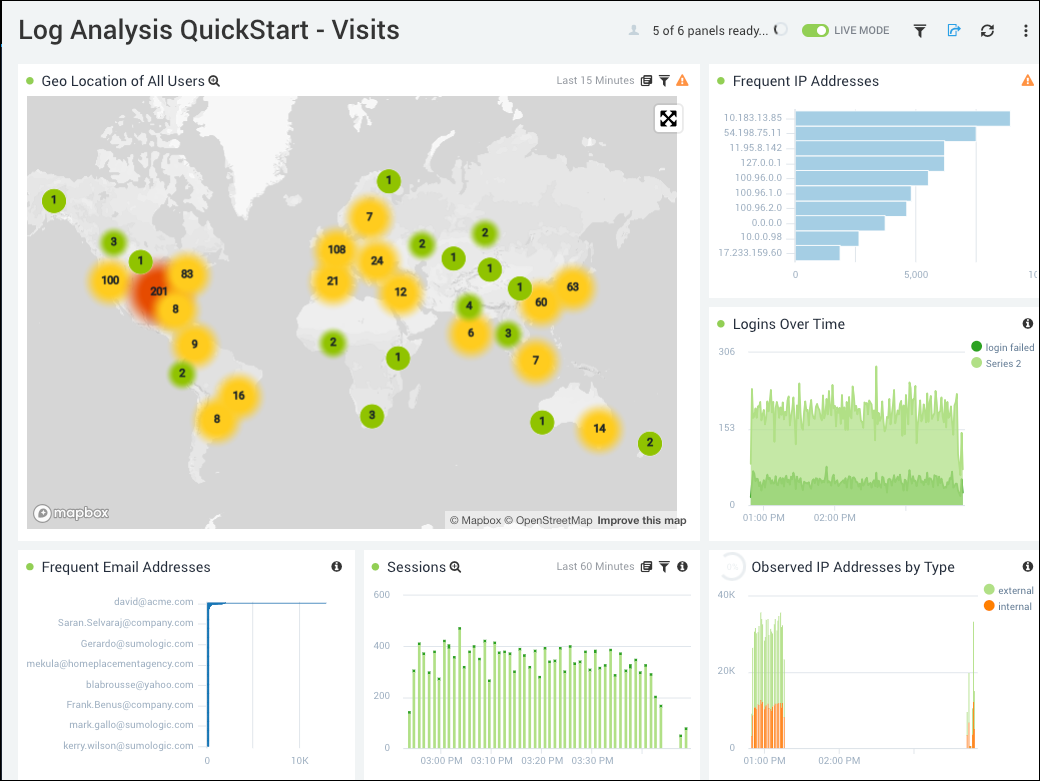 Log Analysis QuickStart - Visits
5 of 6 panels ready...
LIVE MODE
Geo Location of All Users
Last 15 Minutes
1
1
7
3
2
2
108
1
24
1
1
83
100
201
21
12
1
63
60
8
4
6
3
9
2
1
7
2
16
8
3
1
14
2
mapbox
© Mapbox © OpenStreetMap Improve this map
Frequent IP Addresses
10.183.13.85
54.198.75.11
11.95.8.142
127.0.0.1
100.96.0.0
100.96.1.0
100.96.2.0
0.0.0.0
10.0.0.98
17.233.159.60
0 5,000 10
Logins Over Time
306
153
0
01:00 PM 02:00 PM
login failed
Series 2
Frequent Email Addresses
david@acme.com
Saran.Selvaraj@company.com
Gerardo@sumologic.com
mekula@homeplacementagency.com
blabrousse@yahoo.com
Frank.Benus@company.com
mark.gallo@sumologic.com
kerry.wilson@sumologic.com
0 10K
Sessions
Last 60 Minutes
600
400
200
0
03:00 PM 03:10 PM 03:20 PM 03:30 PM
0%
Observed IP Addresses by Type
40K
20K
0
01:00 PM 02:00 PM
external
internal